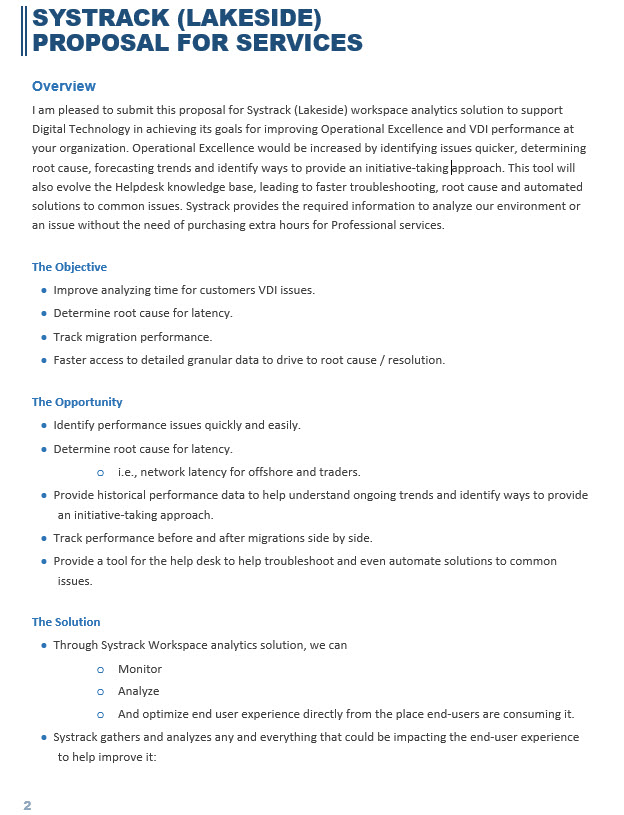 SYSTRACK (LAKESIDE)
PROPOSAL FOR SERVICES
Overview
I am pleased to submit this proposal for Systrack (Lakeside) workspace analytics solution to support
Digital Technology in achieving its goals for improving Operational Excellence and VDI performance at
your organization. Operational Excellence would be increased by identifying issues quicker, determining
root cause, forecasting trends and identify ways to provide an initiative-taking approach. This tool will
also evolve the Helpdesk knowledge base, leading to faster troubleshooting, root cause and automated
solutions to common issues. Systrack provides the required information to analyze our environment or
an issue without the need of purchasing extra hours for Professional services.
The Objective
• Improve analyzing time for customers VDI issues.
• Determine root cause for latency.
• Track migration performance.
• Faster access to detailed granular data to drive to root cause / resolution.
The Opportunity
• Identify performance issues quickly and easily.
• Determine root cause for latency.
o i.e., network latency for offshore and traders.
• Provide historical performance data to help understand ongoing trends and identify ways to provide
an initiative-taking approach.
• Track performance before and after migrations side by side.
• Provide a tool for the help desk to help troubleshoot and even automate solutions to common
issues.
The Solution
• Through Systrack Workspace analytics solution, we can
o Monitor
o Analyze
o And optimize end user experience directly from the place end-users are consuming it.
• Systrack gathers and analyzes any and everything that could be impacting the end-user experience
to help improve it:
2